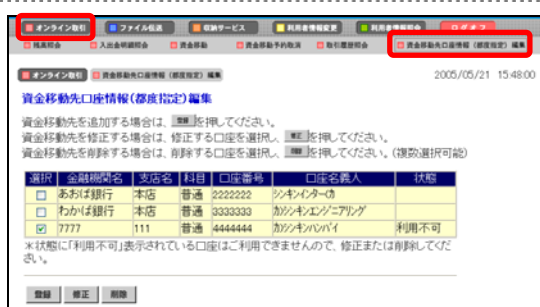 オンライン取引 ファイル伝送 収納サービス 利用者情報変更 利用者情報照会 ログオフ
残高照会 入出金明細照会 資金移動 資金移動予約取消 取引履歴照会 資金移動先口座情報(都度指定)編集
オンライン取引 資金移動先口座情報(都度指定)編集 2005/05/21 15:48:00
資金移動先口座情報(都度指定)編集
資金移動先を追加する場合は、 登録 を押してください。
資金移動先を修正する場合は、修正する口座を選択し、 修正 を押してください。
資金移動先を削除する場合は、削除する口座を選択し、 削除 を押してください。(複数選択可能)
選択 金融機関名 支店名 科目 口座番号 口座名義人 状態
あおば銀行 本店 普通 2222222 シンキンインターカ
わかば銀行 本店 普通 3333333 カ)シンキンエンジニアリング
7777 111 普通 4444444 カ)シンキンハンバイ 利用不可
*状態に「利用不可」表示されている口座はご利用できませんので、修正または削除してくだ
さい。
登録 修正 削除